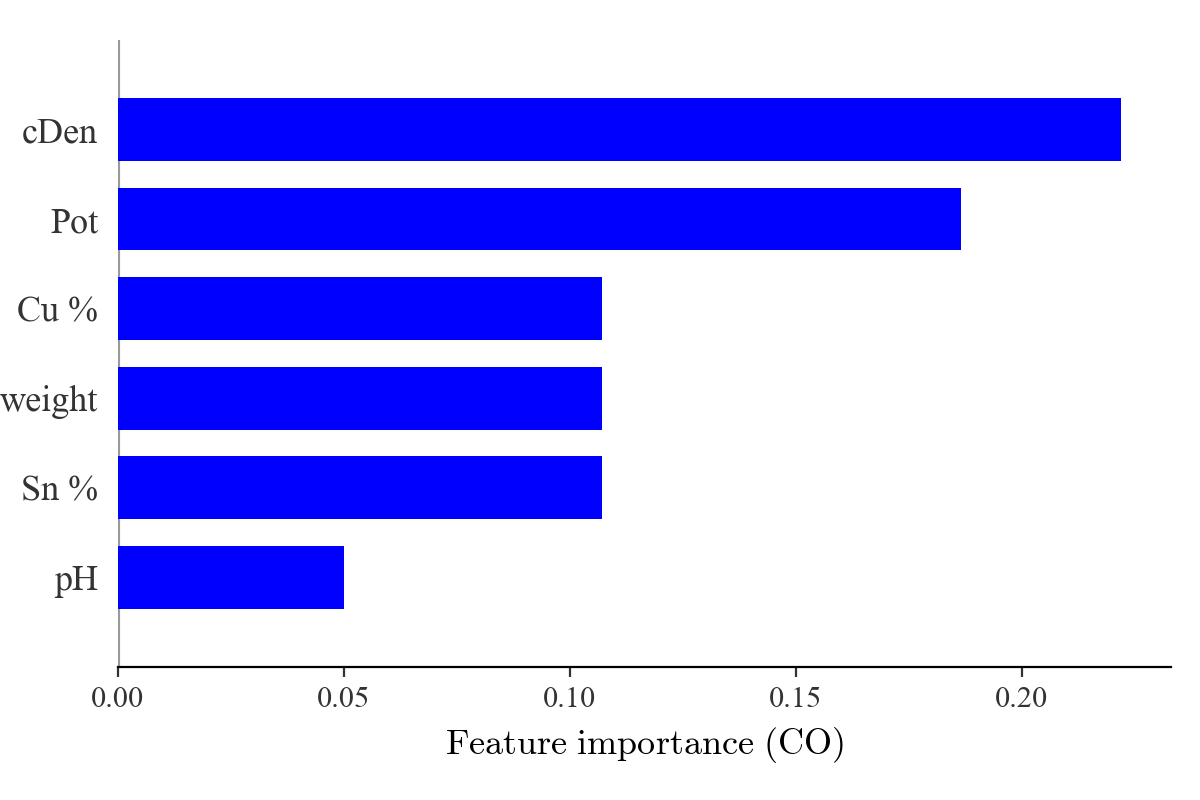 cDen
Pot
Cu %
weight
Sn %
pH
0.00 0.05 0.10 0.15 0.20
Feature importance (CO)